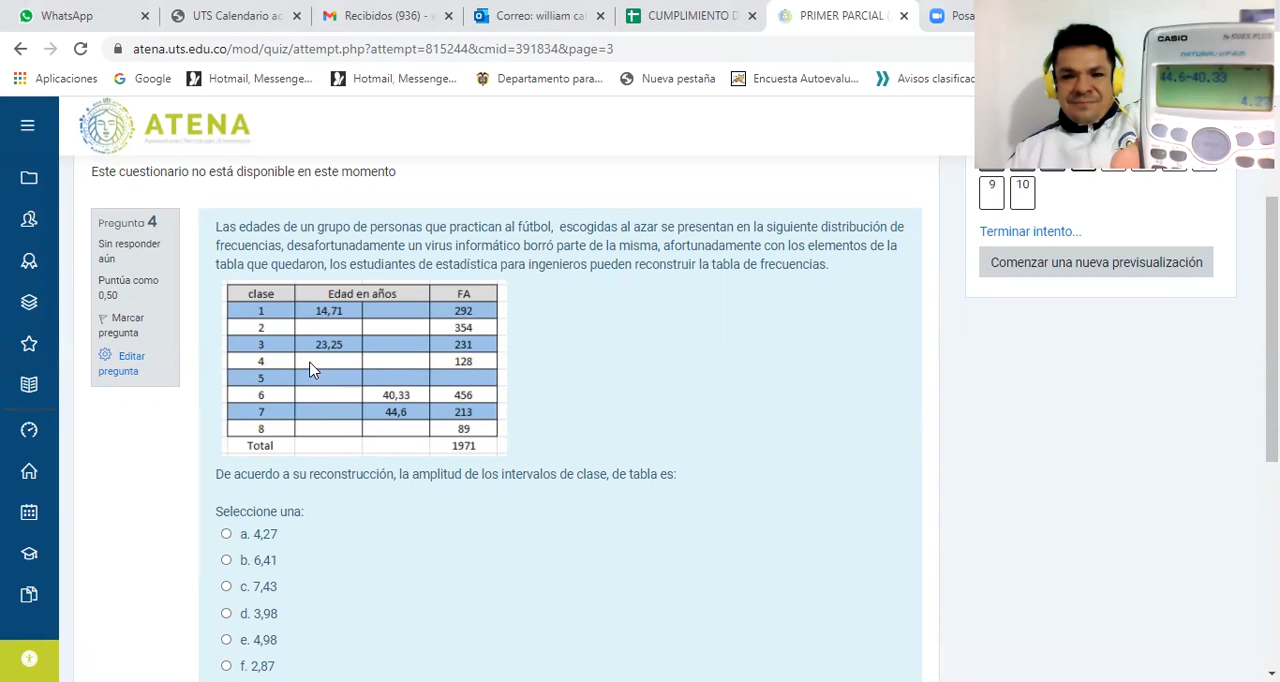 WhatsApp
UTS Calendario ac
Recibidos (936) -
Correo: william ca
CUMPLIMIENTO D
PRIMER PARCIAL (
Posa
atena.uts.edu.co/mod/quiz/attempt.php?attempt=815244&cmid=391834&page=3
Aplicaciones
Google
Hotmail, Messenge...
Hotmail, Messenge...
Departamento para...
Nueva pestaña
Encuesta Autoevalu...
Avisos clasificad
CASIO
NATURAL-V.P.A.M.
44.6-40.33
4.27
ATENA
Este cuestionario no está disponible en este momento
Pregunta 4
Sin responder
aún
Puntúa como
0,50
Marcar
pregunta
Editar
pregunta
Las edades de un grupo de personas que practican al fútbol, escogidas al azar se presentan en la siguiente distribución de
frecuencias, desafortunadamente un virus informático borró parte de la misma, afortunadamente con los elementos de la
tabla que quedaron, los estudiantes de estadística para ingenieros pueden reconstruir la tabla de frecuencias.
clase Edad en años FA
1 14,71 292
2 354
3 23,25 231
4 128
5
6 40,33 456
7 44,6 213
8 89
Total 1971
De acuerdo a su reconstrucción, la amplitud de los intervalos de clase, de tabla es:
Seleccione una:
a. 4,27
b. 6,41
c. 7,43
d. 3,98
e. 4,98
f. 2,87
9 10
Terminar intento...
Comenzar una nueva previsualización